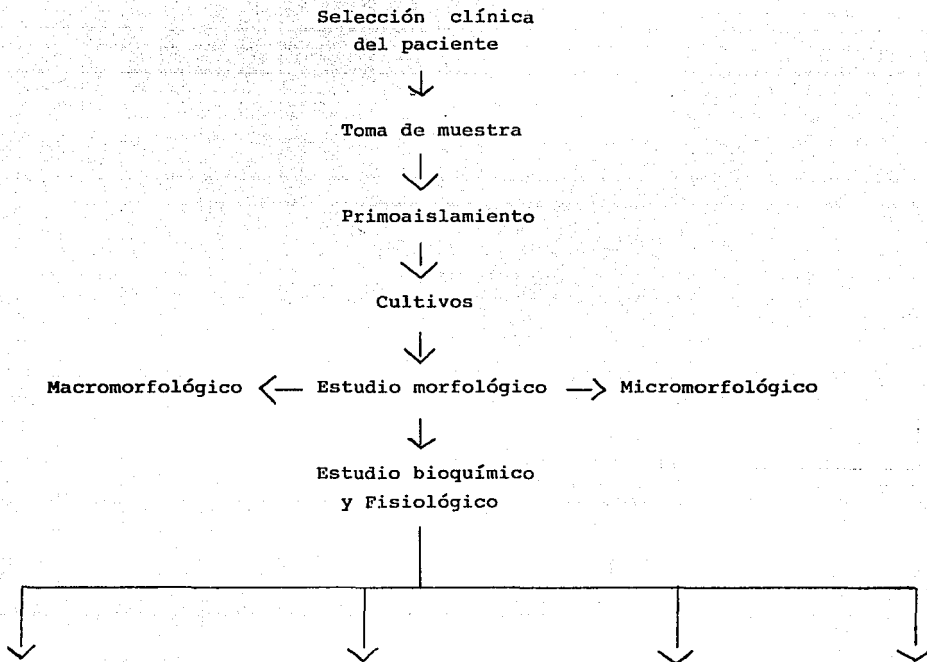 Selección clínica
del paciente
Toma de muestra
Primoaislamiento
Cultivos
Macromorfológico Estudio morfológico Micromorfológico
Estudio bioquímico
y Fisiológico